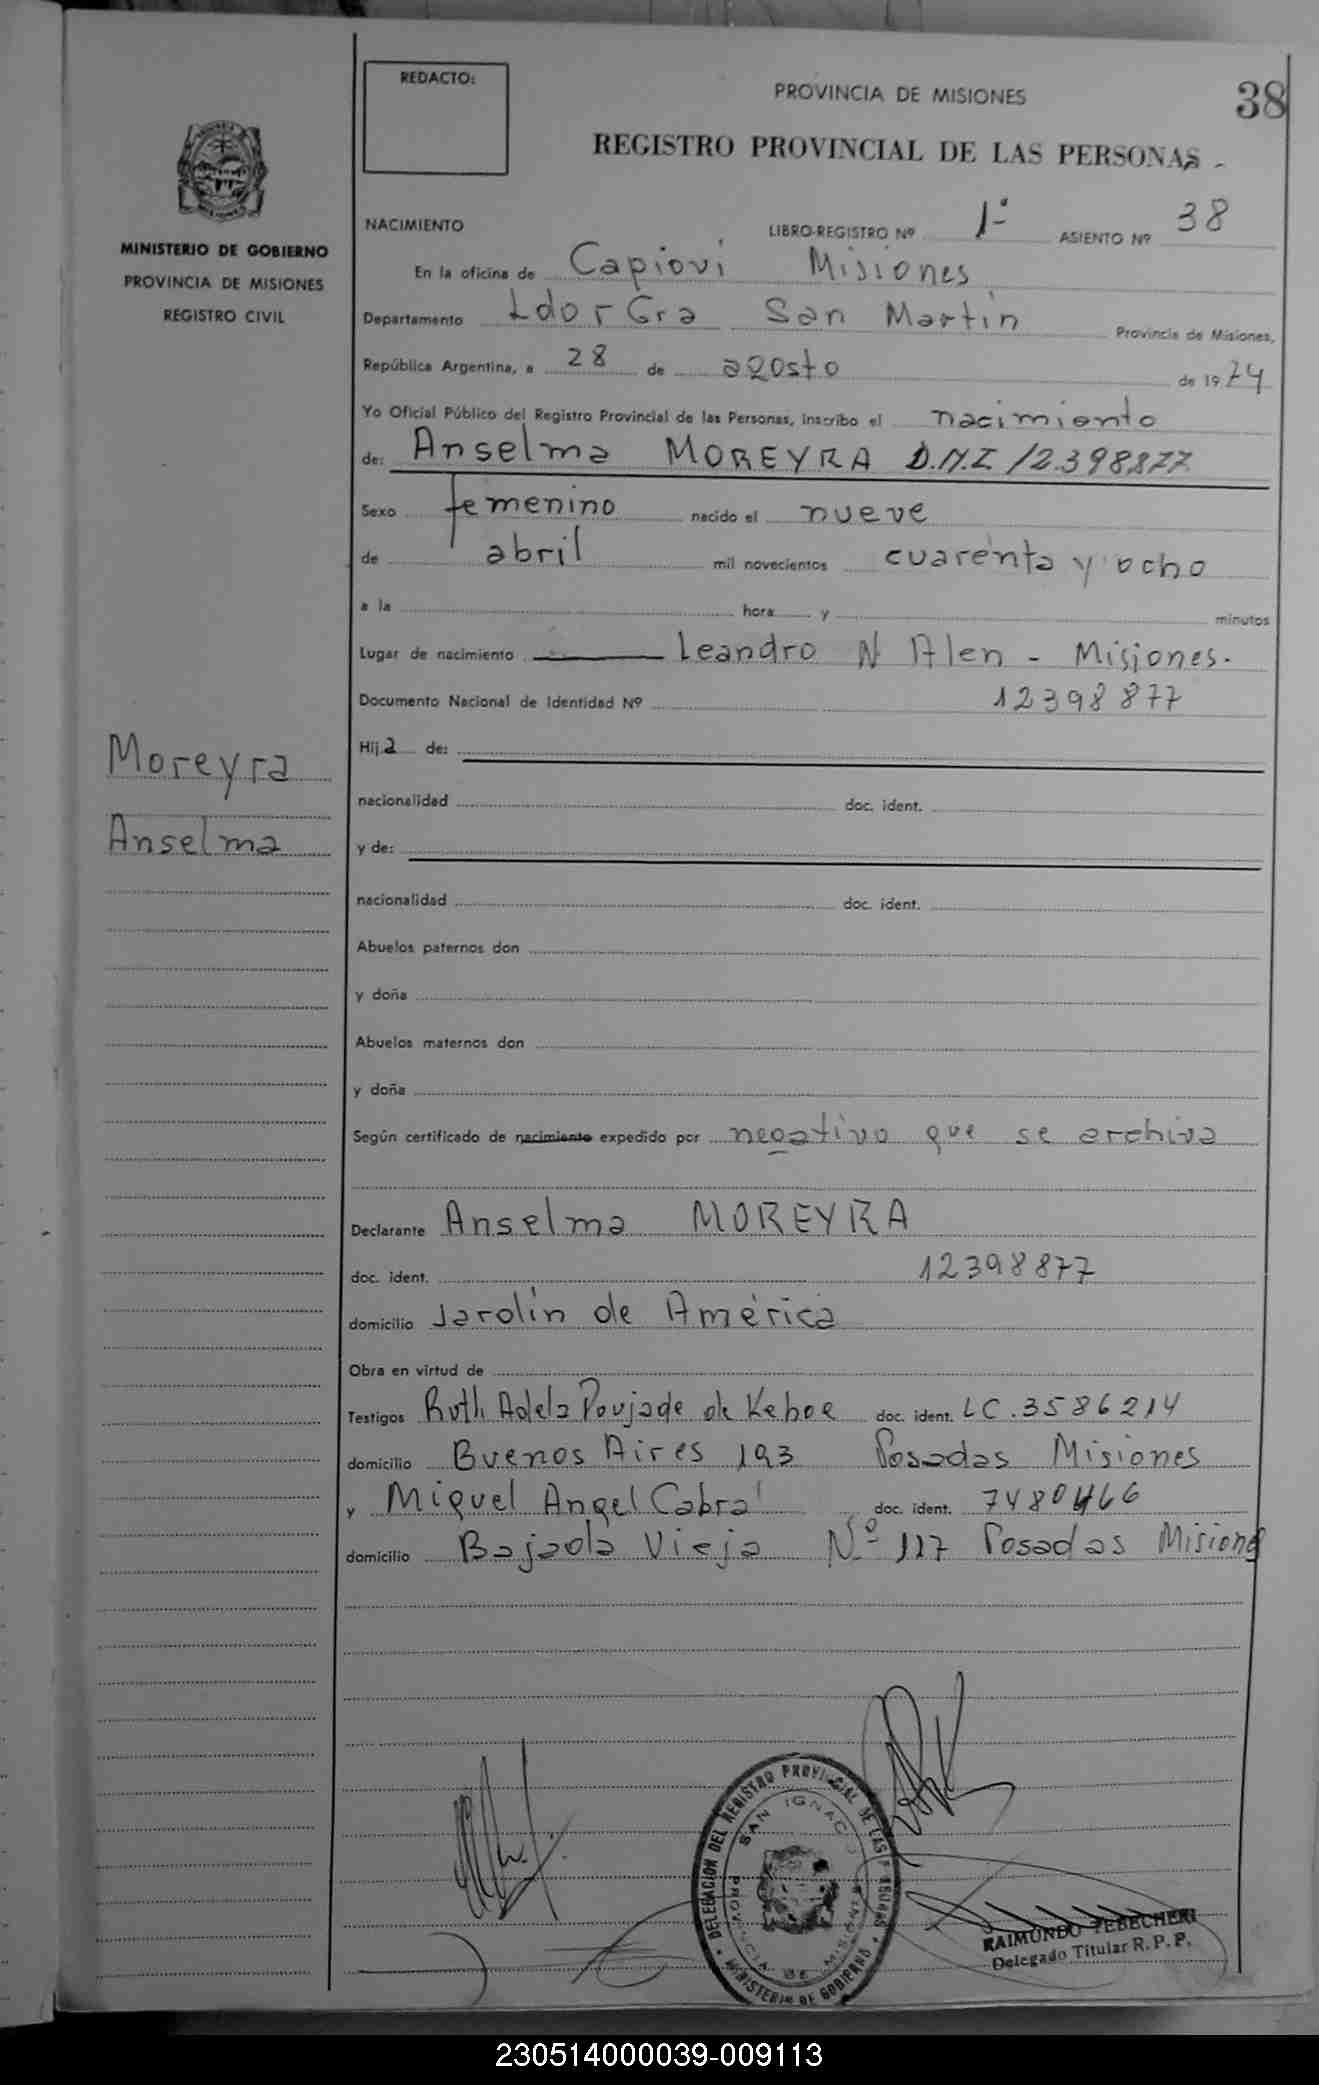 REDACTO:
PROVINCIA DE MISIONES
38
REGISTRO PROVINCIAL DE LAS PERSONAS -
MINISTERIO DE GOBIERNO
PROVINCIA DE MISIONES
REGISTRO CIVIL
NACIMIENTO
LIBRO-REGISTRO Nº 1º ASIENTO Nº 38
En la oficina de Capiovi Misiones
Departamento Ldor Gra San Martin Provincia de Misiones,
República Argentina, a 28 de agosto de 1974
Yo Oficial Público del Registro Provincial de las Personas, inscribo el nacimiento
de: Anselma MOREYRA D.N.I 12.398877
Sexo femenino nacido el nueve
de abril mil novecientos cuarenta y ocho
a la hora y minutos
Lugar de nacimiento Leandro N Alen - Misiones.
Documento Nacional de Identidad Nº 12398877
Hija de:
nacionalidad doc. ident.
y de:
nacionalidad doc. ident.
Moreyra
Anselma
Abuelos paternos don
y doña
Abuelos maternos don
y doña
Según certificado de nacimiento expedido por negativo que se archiva
Declarante Anselma MOREYRA
doc. ident. 12398877
domicilio Jardín de América
Obra en virtud de
Testigos Ruth Adela Poujade de Kehoe doc. ident. LC.3586214
domicilio Buenos Aires 193 Posadas Misiones
y Miguel Angel Cabral doc. ident. 7480466
domicilio Bajada Vieja Nº 117 Posadas Misiones
DELEGACION DEL REGISTRO PROVINCIAL DE LAS PERSONAS
SAN IGNACIO
PROVINCIA DE MISIONES
MINISTERIO DE GOBIERNO
RAIMUNDO TEBECHERI
Delegado Titular R.P.P.
230514000039-009113